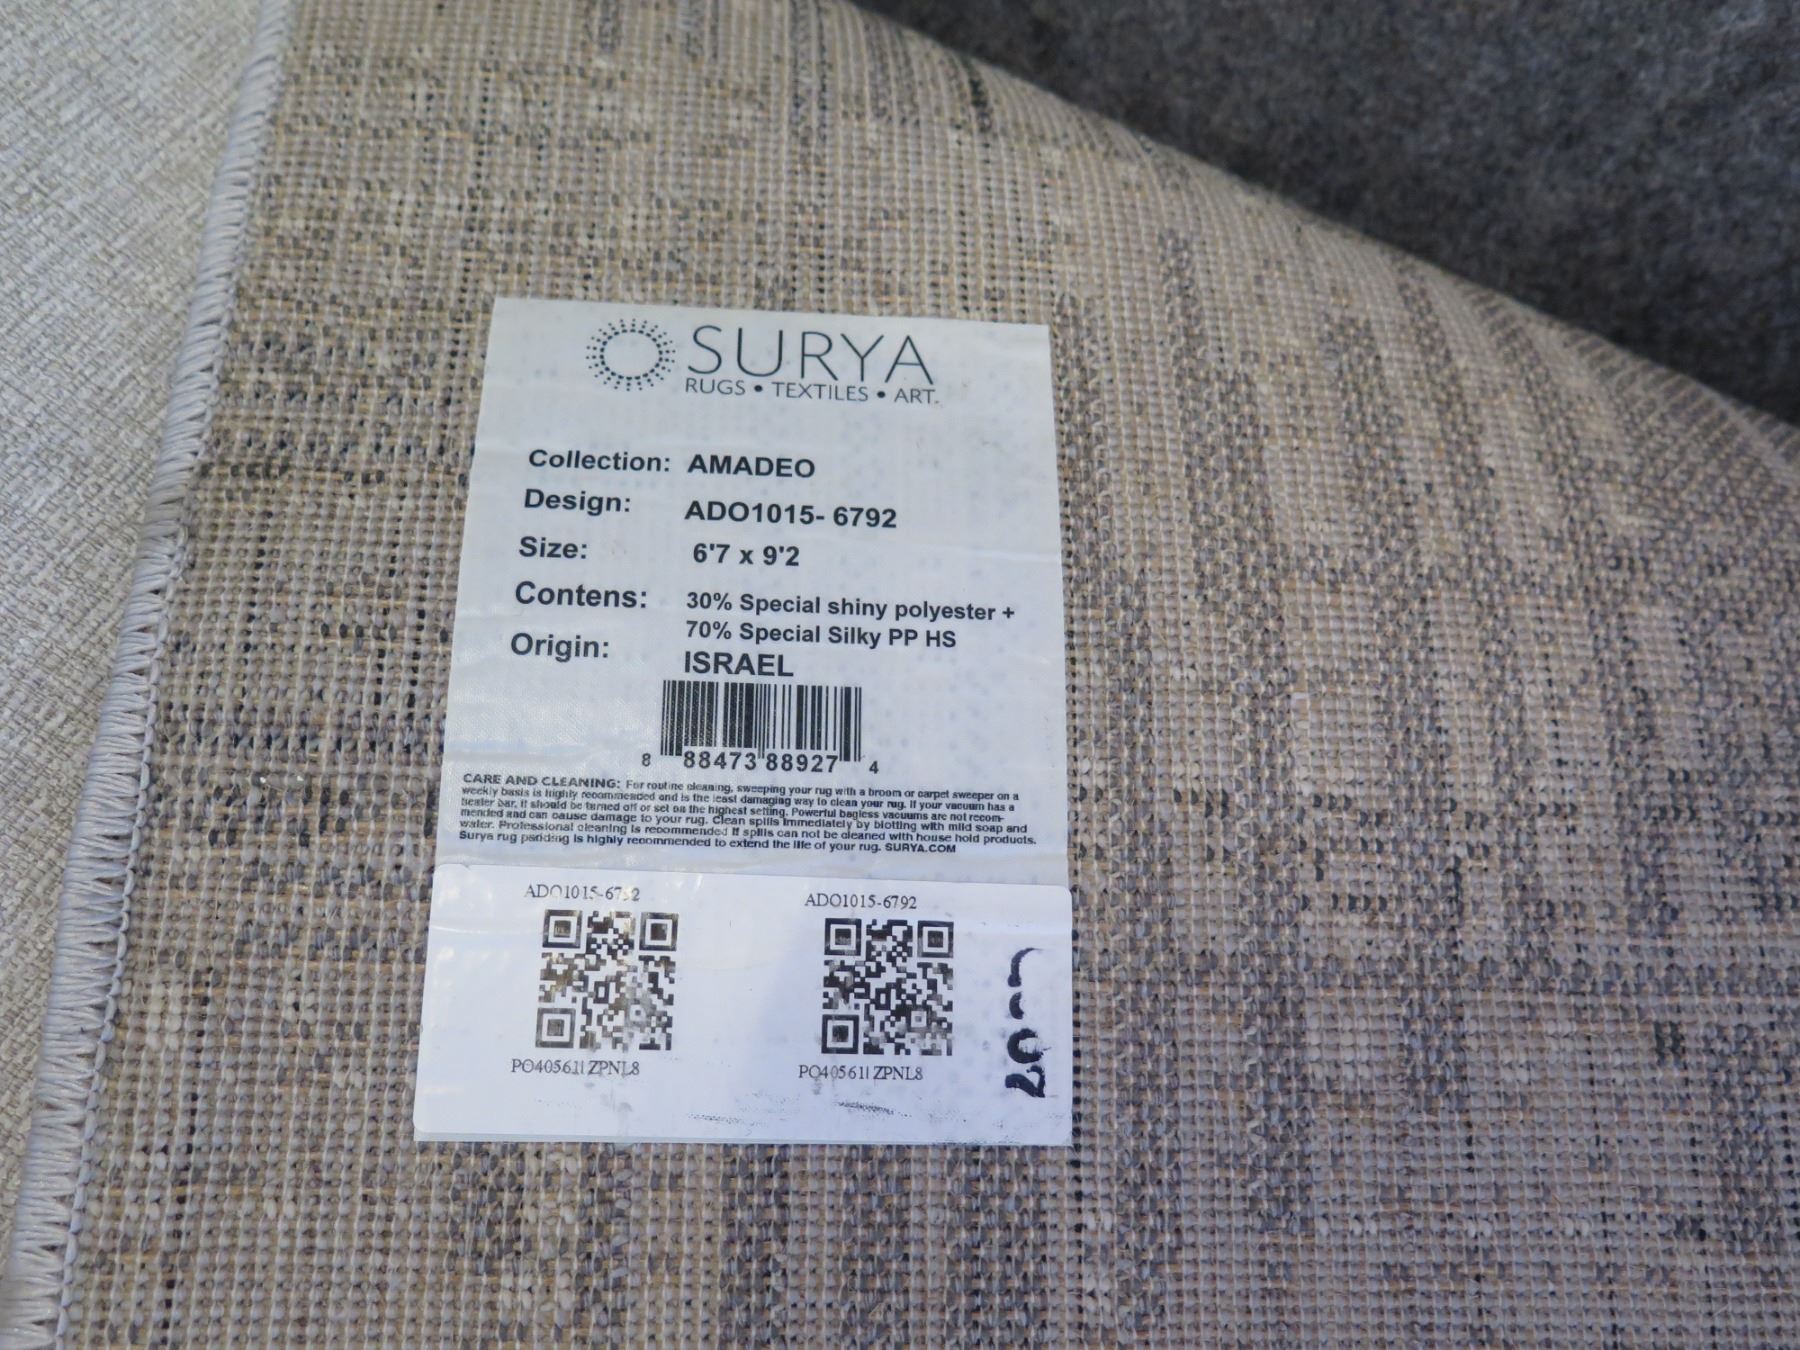 SURYA
RUGS • TEXTILES • ART.
Collection: AMADEO
Design: ADO1015- 6792
Size: 6'7 x 9'2
Contens: 30% Special shiny polyester +
70% Special Silky PP HS
Origin: ISRAEL
8 88473 88927 4
CARE AND CLEANING: For routine cleaning, sweeping your rug with a broom or carpet sweeper on a
weekly basis is highly recommended and is the least damaging way to clean your rug. If your vacuum has a
heater bar, it should be turned off or set on the highest setting. Powerful bagless vacuums are not recom-
mended and can cause damage to your rug. Clean spills immediately by blotting with mild soap and
water. Professional cleaning is recommended if spills can not be cleaned with house hold products.
Surya rug padding is highly recommended to extend the life of your rug. SURYA.COM
ADO1015-6792 ADO1015-6792
PO405611ZPNL8 PO405611ZPNL8